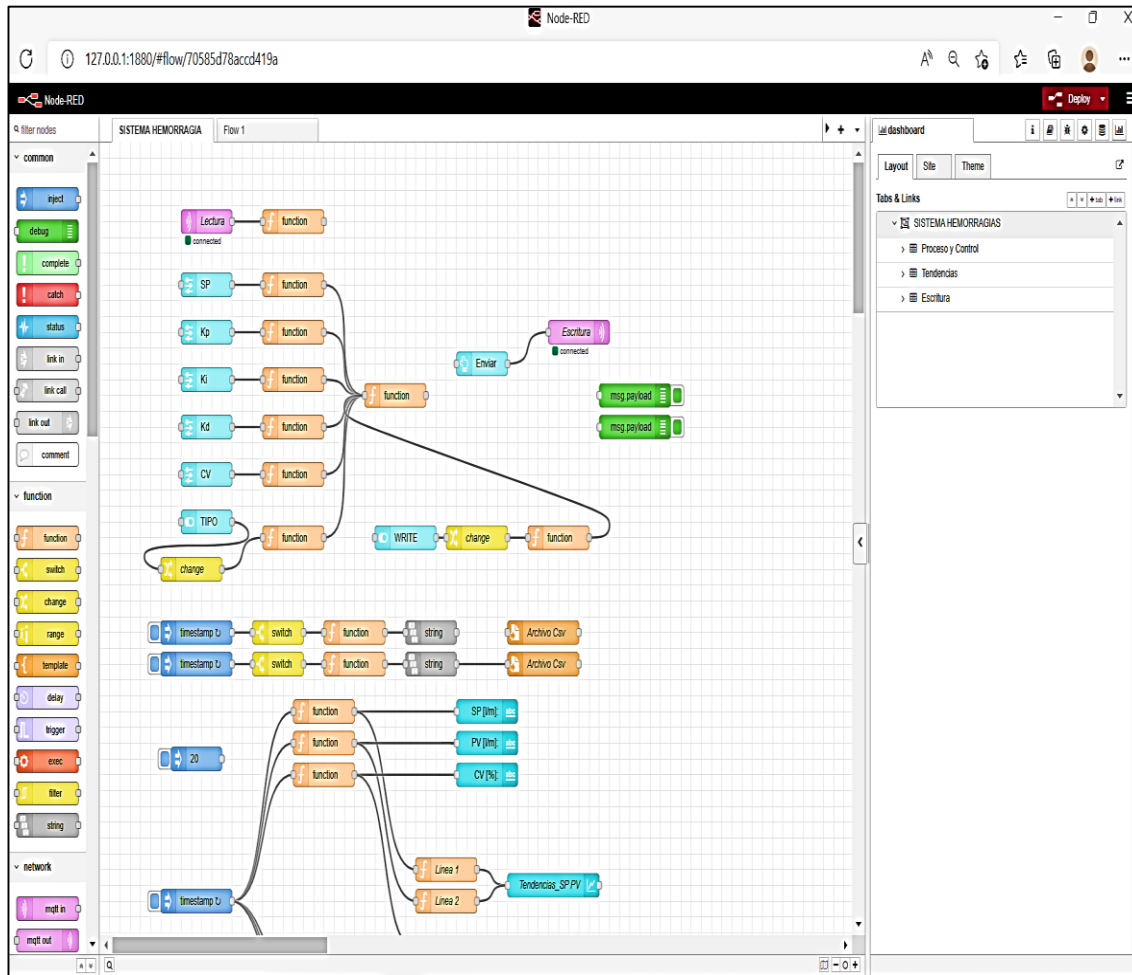 Node-RED
127.0.0.1:1880/#flow/70585d78accd419a
Node-RED
Deploy
filter nodes
common
inject
debug
complete
catch
status
link in
link call
link out
comment
function
function
switch
change
range
template
delay
trigger
exec
filter
string
network
mqtt in
mqtt out
SISTEMA HEMORRAGIA
Flow 1
Lectura
function
connected
SP
function
Kp
function
Ki
function
Kd
function
CV
function
TIPO
function
change
function
Enviar
Escritura
connected
msg.payload
msg.payload
WRITE
change
function
timestamp ↻
switch
function
string
Archivo Csv
timestamp ↻
switch
function
string
Archivo Csv
function
SP [l/m]:
20
function
PV [l/m]:
function
CV [%]:
timestamp ↻
Linea 1
Linea 2
Tendencias_SP PV
dashboard
Layout
Site
Theme
Tabs & Links
+ tab
+ link
SISTEMA HEMORRAGIAS
Proceso y Control
Tendencias
Escritura